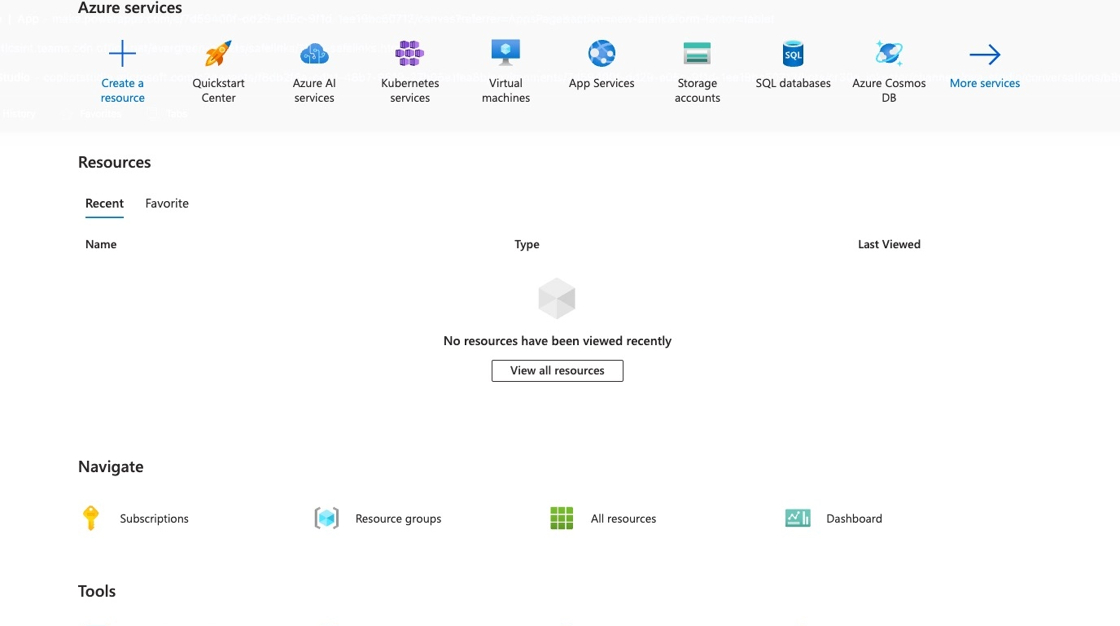 Azure services
Create a
resource
Quickstart
Center
Azure AI
services
Kubernetes
services
Virtual
machines
App Services
Storage
accounts
SQL
SQL databases
Azure Cosmos
DB
More services
Resources
Recent
Favorite
Name
Type
Last Viewed
No resources have been viewed recently
View all resources
Navigate
Subscriptions
Resource groups
All resources
Dashboard
Tools